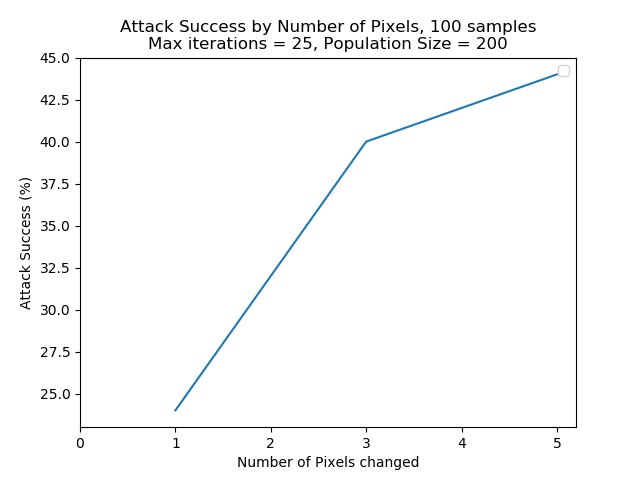 Attack Success by Number of Pixels, 100 samples
Max iterations = 25, Population Size = 200
45.0
42.5
40.0
37.5
35.0
32.5
30.0
27.5
25.0
Attack Success (%)
0 1 2 3 4 5
Number of Pixels changed